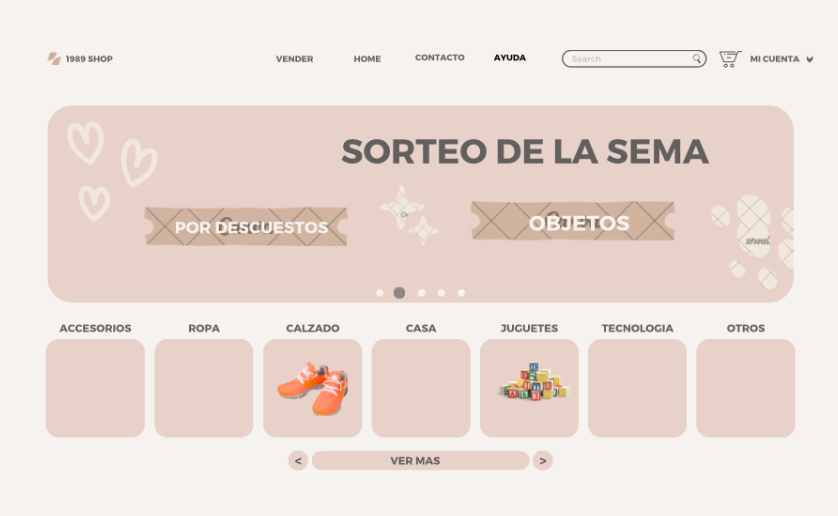 1989 SHOP
VENDER
HOME
CONTACTO
AYUDA
Search
MI CUENTA
SORTEO DE LA SEMA
POR DESCUESTOS
OBJETOS
ACCESORIOS
ROPA
CALZADO
CASA
JUGUETES
TECNOLOGIA
OTROS
<
VER MAS
>